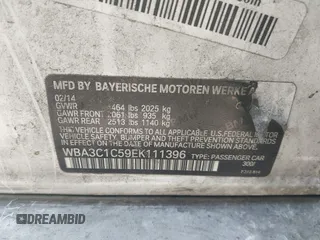 MFD BY BAYERISCHE MOTOREN WERKE
02/14
GVWR 4464 lbs 2025 kg
GAWR FRONT 2061 lbs 935 kg
GAWR REAR 2513 lbs 1140 kg
THIS VEHICLE CONFORMS TO ALL APPLICABLE U.S. FEDERAL MOTOR
VEHICLE SAFETY, BUMPER AND THEFT PREVENTION STANDARDS
IN EFFECT ON THE DATE OF MANUFACTURE SHOWN ABOVE.
WBA3C1C59EK111396 TYPE: PASSENGER CAR
300/
© DREAMBID